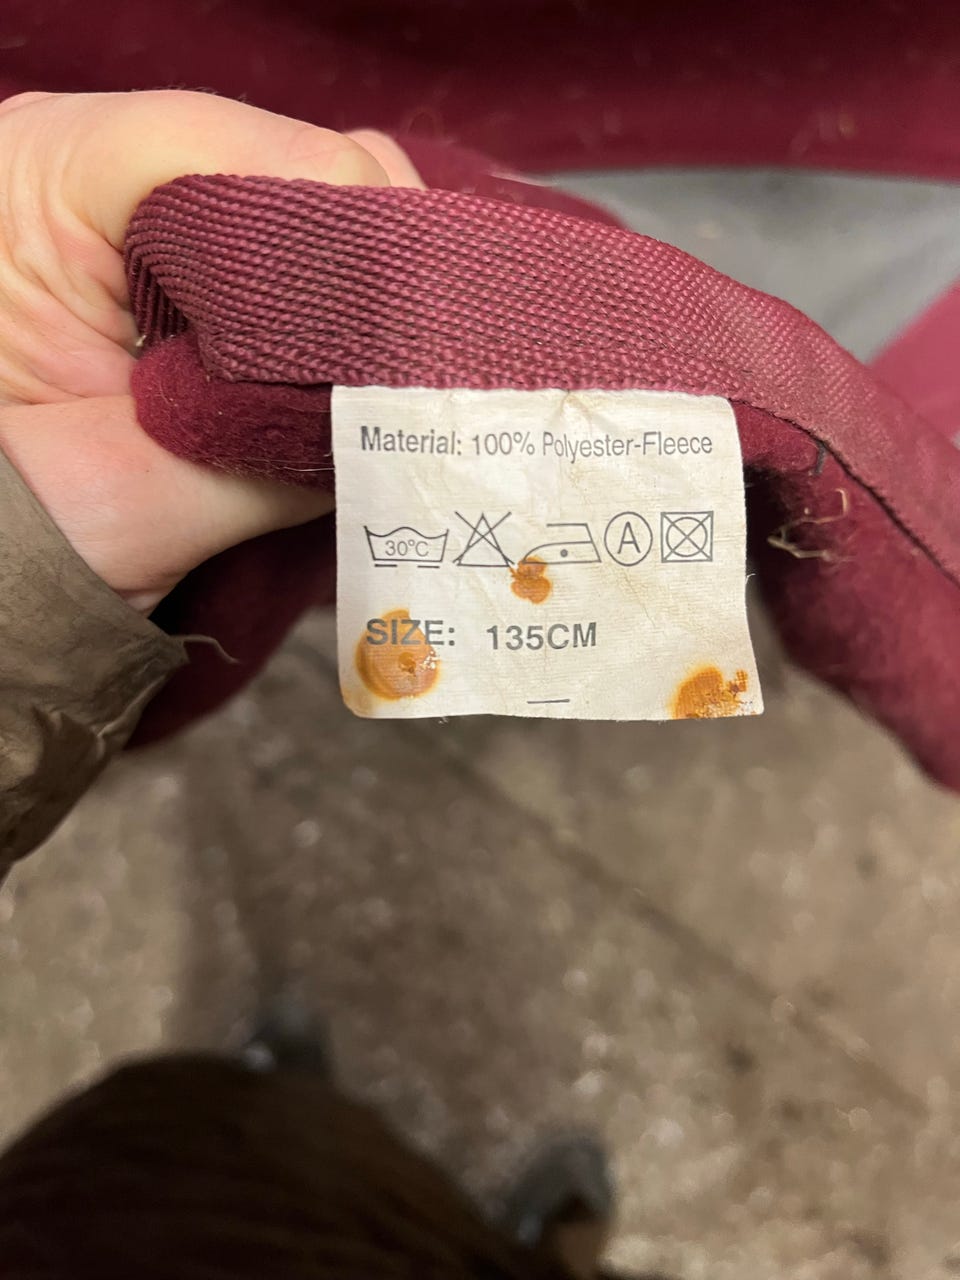 Material: 100% Polyester-Fleece
30°C A
SIZE: 135CM